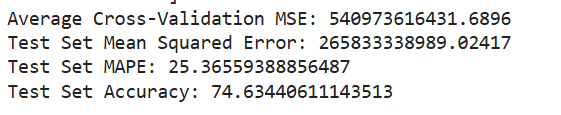 Average Cross-Validation MSE: 540973616431.6896
Test Set Mean Squared Error: 265833338989.02417
Test Set MAPE: 25.36559388856487
Test Set Accuracy: 74.63440611143513